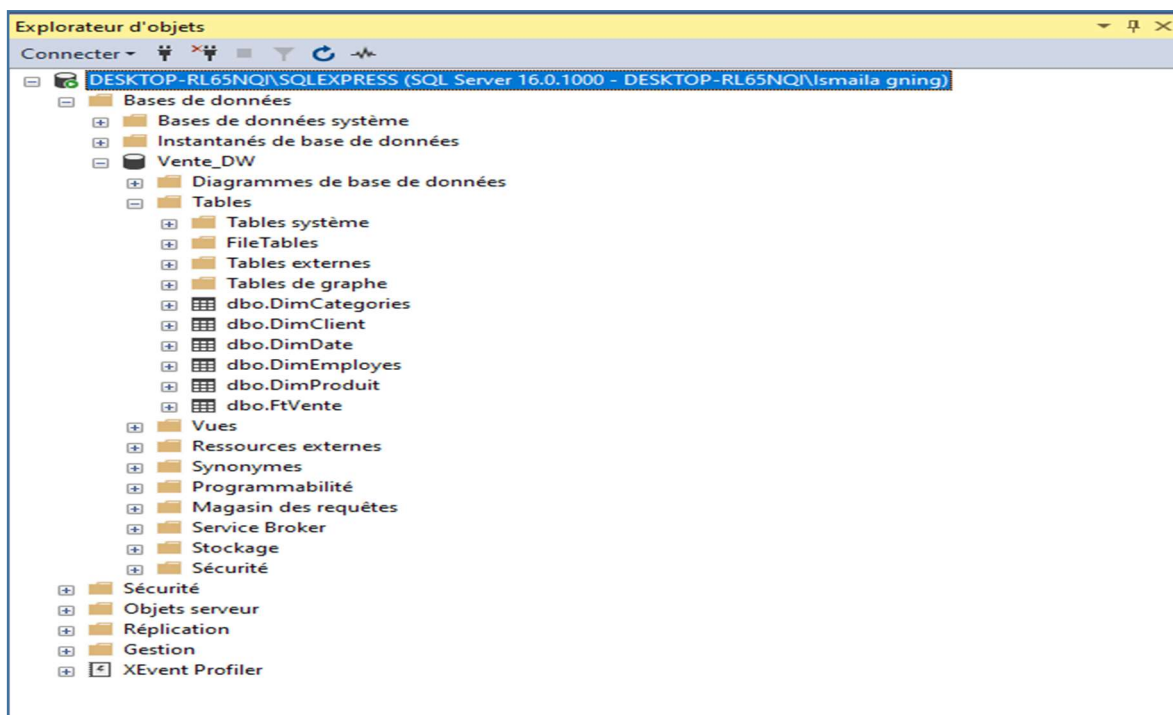 Explorateur d'objets
Connecter
DESKTOP-RL65NQI\SQLEXPRESS (SQL Server 16.0.1000 - DESKTOP-RL65NQI\Ismaila gning)
Bases de données
Bases de données système
Instantanés de base de données
Vente_DW
Diagrammes de base de données
Tables
Tables système
FileTables
Tables externes
Tables de graphe
dbo.DimCategories
dbo.DimClient
dbo.DimDate
dbo.DimEmployes
dbo.DimProduit
dbo.FtVente
Vues
Ressources externes
Synonymes
Programmabilité
Magasin des requêtes
Service Broker
Stockage
Sécurité
Sécurité
Objets serveur
Réplication
Gestion
XEvent Profiler